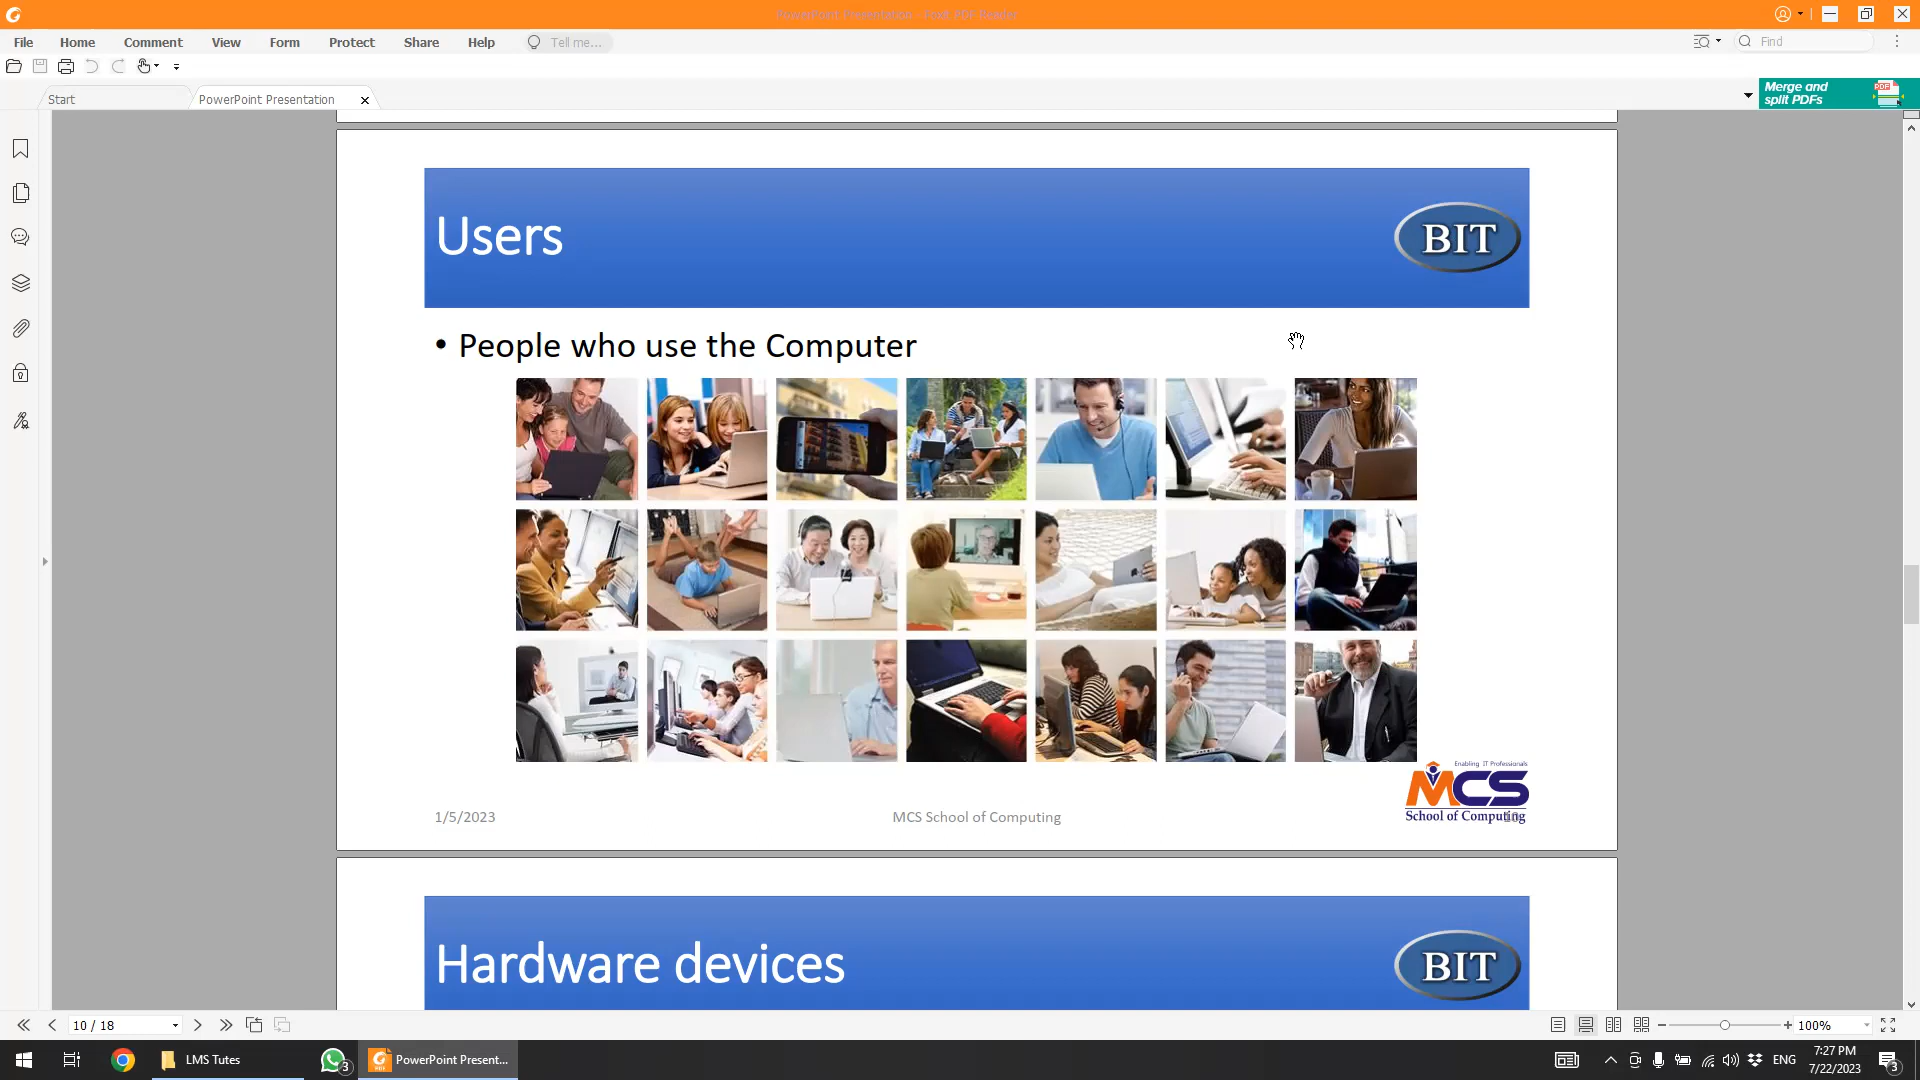 PowerPoint Presentation - Foxit PDF Reader
File Home Comment View Form Protect Share Help Tell me... Find
Start PowerPoint Presentation Merge and
split PDFs
Users BIT
• People who use the Computer
Enabling IT Professionals
MCS
School of Computing
1/5/2023 MCS School of Computing 10
Hardware devices BIT
10 / 18 100%
LMS Tutes 3 PowerPoint Present... ENG 7:27 PM
7/22/2023 3